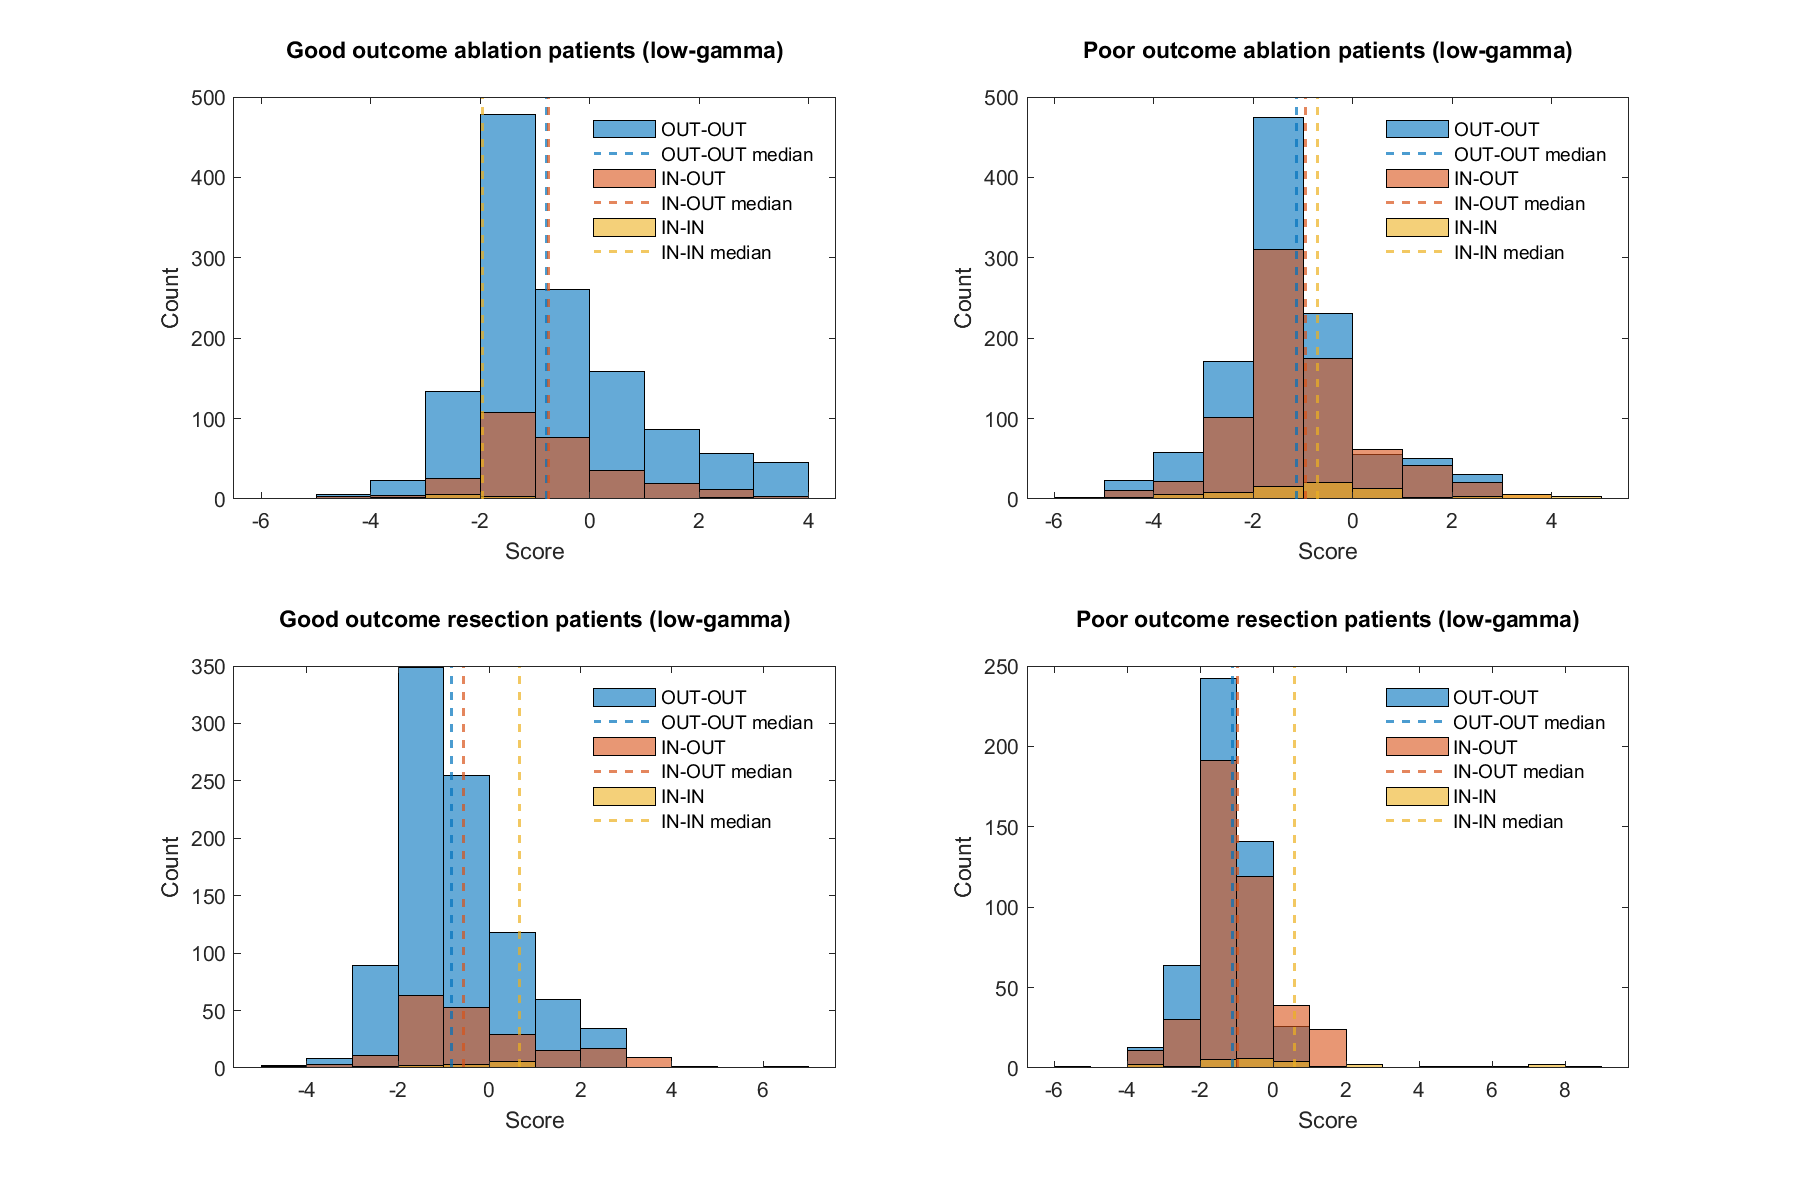 Good outcome ablation patients (low-gamma)
500
400
300
200
100
0
Count
-6
-4
-2
0
2
4
Score
OUT-OUT
OUT-OUT median
IN-OUT
IN-OUT median
IN-IN
IN-IN median
Poor outcome ablation patients (low-gamma)
500
400
300
200
100
0
Count
-6
-4
-2
0
2
4
Score
OUT-OUT
OUT-OUT median
IN-OUT
IN-OUT median
IN-IN
IN-IN median
Good outcome resection patients (low-gamma)
350
300
250
200
150
100
50
0
Count
-4
-2
0
2
4
6
Score
OUT-OUT
OUT-OUT median
IN-OUT
IN-OUT median
IN-IN
IN-IN median
Poor outcome resection patients (low-gamma)
250
200
150
100
50
0
Count
-6
-4
-2
0
2
4
6
8
Score
OUT-OUT
OUT-OUT median
IN-OUT
IN-OUT median
IN-IN
IN-IN median